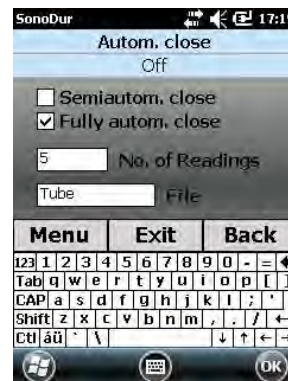 SonoDur 17:1
Autom. close
Off
Semiautom. close
Fully autom. close
5 No. of Readings
Tube File
Menu Exit Back
123 1 2 3 4 5 6 7 8 9 0 - =
Tab q w e r t y u i o p [ ]
CAP a s d f g h j k l ; '
Shift z x c v b n m , . / ←
Ctl áü ` \ ↓ ↑ ← →
OK